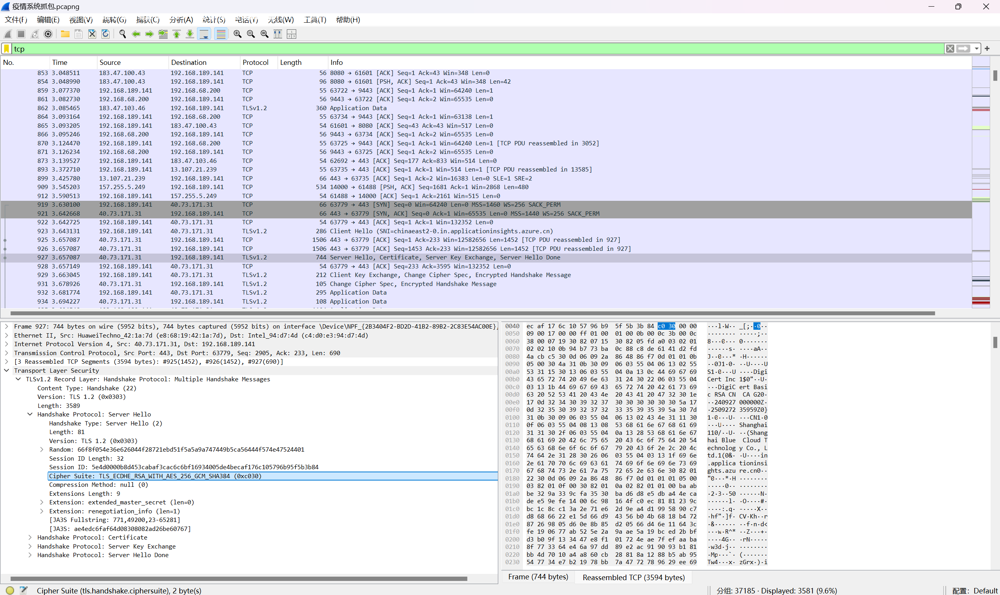 疫情系统抓包.pcapng
文件(F) 编辑(E) 视图(V) 跳转(G) 捕获(C) 分析(A) 统计(S) 电话(Y) 无线(W) 工具(T) 帮助(H)
tcp
No. Time Source Destination Protocol Length Info
853 3.048511 183.47.100.43 192.168.189.141 TCP 56 8080 → 61601 [ACK] Seq=1 Ack=43 Win=348 Len=0
854 3.048990 183.47.100.43 192.168.189.141 TCP 96 8080 → 61601 [PSH, ACK] Seq=1 Ack=43 Win=348 Len=42
859 3.077370 192.168.189.141 192.168.68.200 TCP 55 63722 → 9443 [ACK] Seq=1 Ack=1 Win=64240 Len=1
861 3.082730 192.168.68.200 192.168.189.141 TCP 56 9443 → 63722 [ACK] Seq=1 Ack=2 Win=65535 Len=0
862 3.085465 183.47.103.46 192.168.189.141 TLSv1.2 360 Application Data
864 3.093164 192.168.189.141 192.168.68.200 TCP 55 63734 → 9443 [ACK] Seq=1 Ack=1 Win=63138 Len=1
865 3.093205 192.168.189.141 183.47.100.43 TCP 54 61601 → 8080 [ACK] Seq=43 Ack=43 Win=517 Len=0
866 3.095246 192.168.68.200 192.168.189.141 TCP 56 9443 → 63734 [ACK] Seq=1 Ack=2 Win=65535 Len=0
870 3.124470 192.168.189.141 192.168.68.200 TCP 55 63725 → 9443 [ACK] Seq=1 Ack=1 Win=64240 Len=1 [TCP PDU reassembled in 3052]
871 3.126234 192.168.68.200 192.168.189.141 TCP 56 9443 → 63725 [ACK] Seq=1 Ack=2 Win=65535 Len=0
873 3.139527 192.168.189.141 183.47.103.46 TCP 54 62692 → 443 [ACK] Seq=177 Ack=833 Win=514 Len=0
893 3.372710 192.168.189.141 13.107.21.239 TCP 55 63735 → 443 [ACK] Seq=1 Ack=1 Win=514 Len=1 [TCP PDU reassembled in 13585]
899 3.425780 13.107.21.239 192.168.189.141 TCP 66 443 → 63735 [ACK] Seq=1 Ack=2 Win=16383 Len=0 SLE=1 SRE=2
909 3.545203 157.255.5.249 192.168.189.141 TCP 534 14000 → 61488 [PSH, ACK] Seq=1681 Ack=1 Win=2868 Len=480
912 3.590513 192.168.189.141 157.255.5.249 TCP 54 61488 → 14000 [ACK] Seq=1 Ack=2161 Win=515 Len=0
919 3.630100 192.168.189.141 40.73.171.31 TCP 66 63779 → 443 [SYN] Seq=0 Win=64240 Len=0 MSS=1460 WS=256 SACK_PERM
921 3.642668 40.73.171.31 192.168.189.141 TCP 66 443 → 63779 [SYN, ACK] Seq=0 Ack=1 Win=65535 Len=0 MSS=1440 WS=256 SACK_PERM
922 3.642725 192.168.189.141 40.73.171.31 TCP 54 63779 → 443 [ACK] Seq=1 Ack=1 Win=132352 Len=0
923 3.643131 192.168.189.141 40.73.171.31 TLSv1.2 286 Client Hello (SNI=chinaeast2-0.in.applicationinsights.azure.cn)
925 3.657087 40.73.171.31 192.168.189.141 TCP 1506 443 → 63779 [ACK] Seq=1 Ack=233 Win=12582656 Len=1452 [TCP PDU reassembled in 927]
926 3.657087 40.73.171.31 192.168.189.141 TCP 1506 443 → 63779 [ACK] Seq=1453 Ack=233 Win=12582656 Len=1452 [TCP PDU reassembled in 927]
927 3.657087 40.73.171.31 192.168.189.141 TLSv1.2 744 Server Hello, Certificate, Server Key Exchange, Server Hello Done
928 3.657149 192.168.189.141 40.73.171.31 TCP 54 63779 → 443 [ACK] Seq=233 Ack=3595 Win=132352 Len=0
929 3.663045 192.168.189.141 40.73.171.31 TLSv1.2 212 Client Key Exchange, Change Cipher Spec, Encrypted Handshake Message
931 3.678926 40.73.171.31 192.168.189.141 TLSv1.2 105 Change Cipher Spec, Encrypted Handshake Message
932 3.681774 192.168.189.141 40.73.171.31 TLSv1.2 295 Application Data
934 3.694227 40.73.171.31 192.168.189.141 TLSv1.2 108 Application Data
Frame 927: 744 bytes on wire (5952 bits), 744 bytes captured (5952 bits) on interface \Device\NPF_{2B3404F2-BD2D-41B2-89B2-2C83E54AC00E},
Ethernet II, Src: HuaweiTechno_42:1a:7d (e8:68:19:42:1a:7d), Dst: Intel_94:d7:4d (c4:d0:e3:94:d7:4d)
Internet Protocol Version 4, Src: 40.73.171.31, Dst: 192.168.189.141
Transmission Control Protocol, Src Port: 443, Dst Port: 63779, Seq: 2905, Ack: 233, Len: 690
[3 Reassembled TCP Segments (3594 bytes): #925(1452), #926(1452), #927(690)]
Transport Layer Security
TLSv1.2 Record Layer: Handshake Protocol: Multiple Handshake Messages
Content Type: Handshake (22)
Version: TLS 1.2 (0x0303)
Length: 3589
Handshake Protocol: Server Hello
Handshake Type: Server Hello (2)
Length: 81
Version: TLS 1.2 (0x0303)
Random: 66f8f054e36e626044f28721ebd51f5a5a9a747449b5ca56444f574e47524401
Session ID Length: 32
Session ID: 5e4d0000b8d453cabaf3cac6c6bf16934005de4becaf176c105796b95f5b3b84
Cipher Suite: TLS_ECDHE_RSA_WITH_AES_256_GCM_SHA384 (0xc030)
Compression Method: null (0)
Extensions Length: 9
Extension: extended_master_secret (len=0)
Extension: renegotiation_info (len=1)
[JA3S Fullstring: 771,49200,23-65281]
[JA3S: ae4edc6faf64d08308082ad26be60767]
Handshake Protocol: Certificate
Handshake Protocol: Server Key Exchange
Handshake Protocol: Server Hello Done
0040 ec af 17 6c 10 57 96 b9 5f 5b 3b 84 c0 30 00 00 ···l·W·· _[;··0··
0050 09 00 17 00 00 ff 01 00 01 00 0b 00 0c 3b 00 0c ········ ·····;··
0060 38 00 07 19 30 82 07 15 30 82 05 fd a0 03 02 01 8···0··· 0·······
0070 02 02 10 0b 94 b7 73 ba 0c 88 c8 de 61 41 d2 fd ······s· ····aA··
0080 4a cb c5 30 0d 06 09 2a 86 48 86 f7 0d 01 01 0b J··0···* ·H······
0090 05 00 30 4a 31 0b 30 09 06 03 55 04 06 13 02 55 ··0J1·0· ··U····U
00a0 53 31 15 30 13 06 03 55 04 0a 13 0c 44 69 67 69 S1·0···U ····Digi
00b0 43 65 72 74 20 49 6e 63 31 24 30 22 06 03 55 04 Cert Inc 1$0"··U·
00c0 03 13 1b 44 69 67 69 43 65 72 74 20 42 61 73 69 ···DigiC ert Basi
00d0 63 20 52 53 41 20 43 4e 20 43 41 20 47 32 30 1e c RSA CN CA G20·
00e0 17 0d 32 34 30 39 32 37 30 30 30 30 30 30 5a 17 ··240927 000000Z·
00f0 0d 32 35 30 39 32 37 32 33 35 39 35 39 5a 30 7d ·2509272 35959Z0}
0100 31 0b 30 09 06 03 55 04 06 13 02 43 4e 31 11 30 1·0···U· ···CN1·0
0110 0f 06 03 55 04 08 13 08 53 68 61 6e 67 68 61 69 ···U···· Shanghai
0120 31 31 30 2f 06 03 55 04 0a 13 28 53 68 61 6e 67 110/··U· ··(Shang
0130 68 61 69 20 42 6c 75 65 20 43 6c 6f 75 64 20 54 hai Blue Cloud T
0140 65 63 68 6e 6f 6c 6f 67 79 20 43 6f 2e 2c 20 4c echnolog y Co., L
0150 74 64 2e 31 28 30 26 06 03 55 04 03 13 1f 69 6e td.1(0&· ·U····in
0160 2e 61 70 70 6c 69 63 61 74 69 6f 6e 69 6e 73 69 .applica tioninsi
0170 67 68 74 73 2e 61 7a 75 72 65 2e 63 6e 30 82 01 ghts.azu re.cn0··
0180 22 30 0d 06 09 2a 86 48 86 f7 0d 01 01 01 05 00 "0···*·H ········
0190 03 82 01 0f 00 30 82 01 0a 02 82 01 01 00 ba ab ·····0·· ········
01a0 be 32 9a 33 9c fa 35 30 ba d6 d8 e5 db a4 4e ca ·2·3··50 ······N·
01b0 de e5 9e fe 14 00 6c 98 16 4f c0 ec 81 81 23 9c ······l· ·O····#·
01c0 bc 1c 8c c1 3a 2e 71 e6 2d 9e a4 d1 99 58 90 c7 ····:.q· -····X··
01d0 d8 68 66 22 e1 5d 66 d9 43 56 b0 4b 68 18 b4 72 ·hf"·]f· CV·Kh··r
01e0 87 26 98 05 d6 0e 8b 85 d2 05 66 d4 6e 11 64 3c ·&······ ··f·n·d<
01f0 fe 19 06 77 ab 52 5e 2a 9a ae 5a 19 bc ed 2b bf ···w·R^* ··Z···+·
0200 d3 b0 9f 13 34 47 e8 f1 01 72 4e ae 7f ef aa ba ····4G·· ·rN·····
0210 8f 77 33 64 e4 6a 97 dd 89 e2 ac 91 90 93 b1 81 ·w3d·j·· ········
0220 bb 4d 70 10 a4 a8 60 cb 28 81 8a 12 88 b5 ab 95 ·Mp···`· (·······
0230 54 77 34 e7 b2 19 78 bb 7a 47 72 78 96 29 ee 69 Tw4···x· zGrx·)·i
Frame (744 bytes) Reassembled TCP (3594 bytes)
Cipher Suite (tls.handshake.ciphersuite), 2 byte(s) 分组: 37185 · Displayed: 3581 (9.6%) 配置: Default